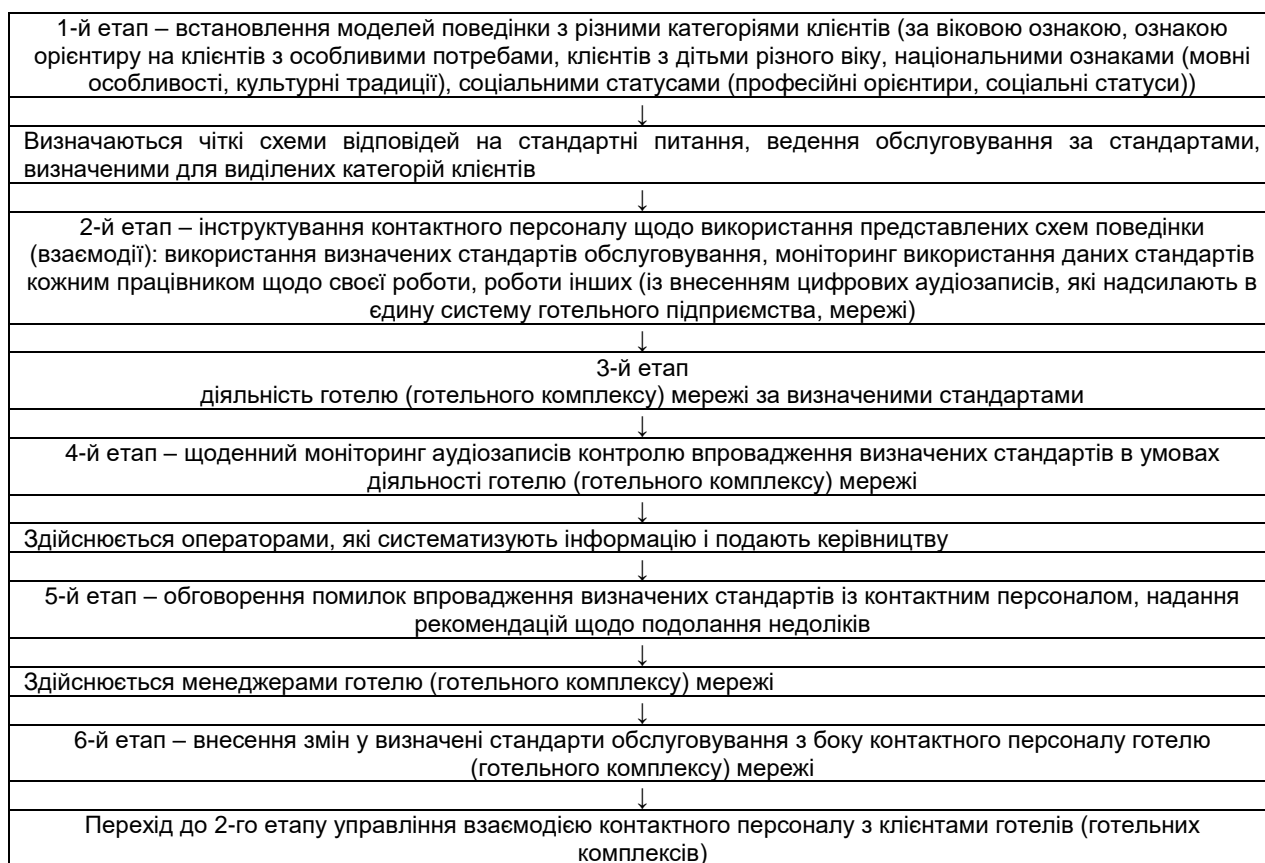 1-й етап – встановлення моделей поведінки з різними категоріями клієнтів (за віковою ознакою, ознакою
орієнтиру на клієнтів з особливими потребами, клієнтів з дітьми різного віку, національними ознаками (мовні
особливості, культурні традиції), соціальними статусами (професійні орієнтири, соціальні статуси))
↓
Визначаються чіткі схеми відповідей на стандартні питання, ведення обслуговування за стандартами,
визначеними для виділених категорій клієнтів
↓
2-й етап – інструктування контактного персоналу щодо використання представлених схем поведінки
(взаємодії): використання визначених стандартів обслуговування, моніторинг використання даних стандартів
кожним працівником щодо своєї роботи, роботи інших (із внесенням цифрових аудіозаписів, які надсилають в
єдину систему готельного підприємства, мережі)
↓
3-й етап
діяльність готелю (готельного комплексу) мережі за визначеними стандартами
↓
4-й етап – щоденний моніторинг аудіозаписів контролю впровадження визначених стандартів в умовах
діяльності готелю (готельного комплексу) мережі
↓
Здійснюється операторами, які систематизують інформацію і подають керівництву
↓
5-й етап – обговорення помилок впровадження визначених стандартів із контактним персоналом, надання
рекомендацій щодо подолання недоліків
↓
Здійснюється менеджерами готелю (готельного комплексу) мережі
↓
6-й етап – внесення змін у визначені стандарти обслуговування з боку контактного персоналу готелю
(готельного комплексу) мережі
↓
Перехід до 2-го етапу управління взаємодією контактного персоналу з клієнтами готелів (готельних
комплексів)